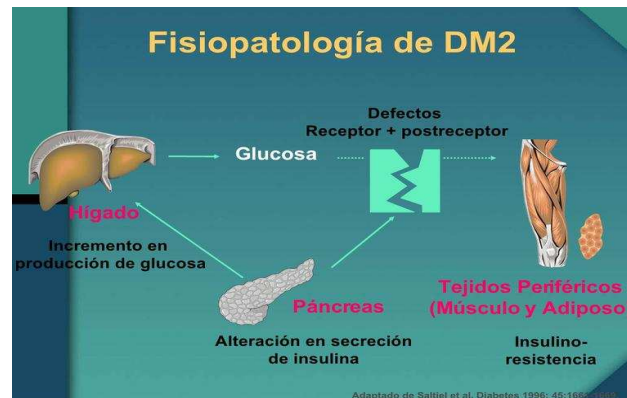 Fisiopatología de DM2
Defectos
Receptor + postreceptor
Glucosa
Hígado
Incremento en
producción de glucosa
Páncreas
Alteración en secreción
de insulina
Tejidos Periféricos
(Músculo y Adiposo
Insulino-
resistencia
Adaptado de Saltiel et al. Diabetes 1996; 45:1661-